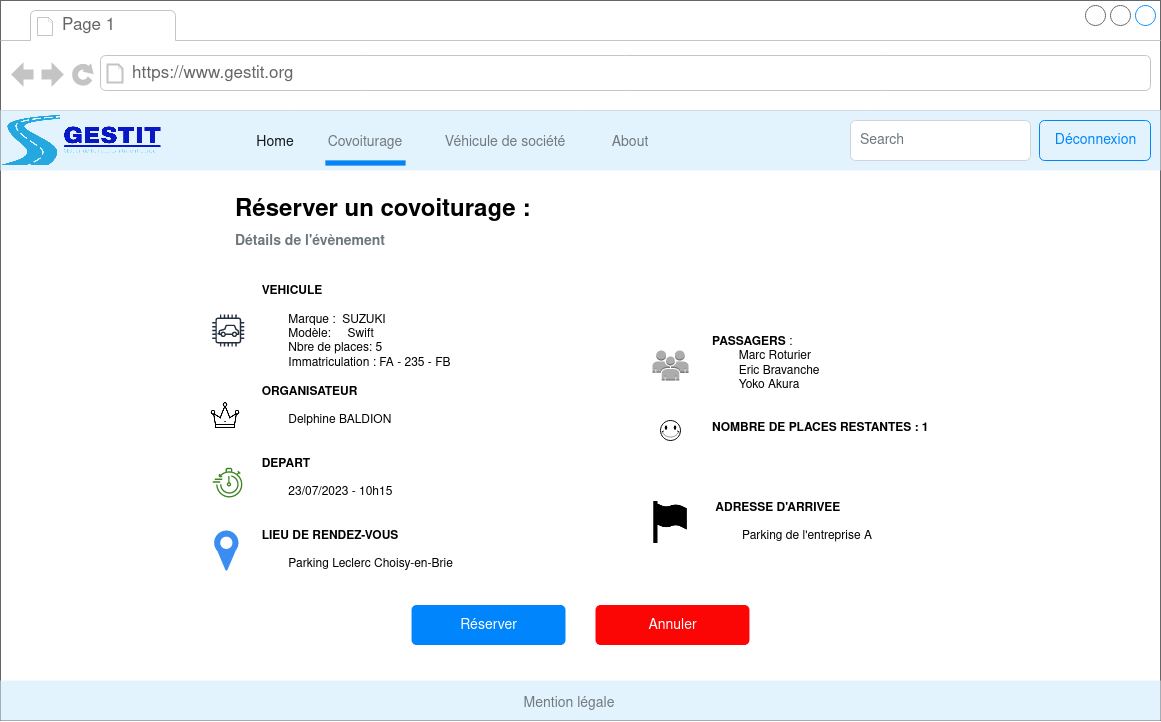 Page 1
https://www.gestit.org
GESTIT
Home
Covoiturage
Véhicule de société
About
Search
Déconnexion
Réserver un covoiturage :
Détails de l'évènement
VEHICULE
Marque : SUZUKI
Modèle: Swift
Nbre de places: 5
Immatriculation : FA - 235 - FB
ORGANISATEUR
Delphine BALDION
DEPART
23/07/2023 - 10h15
LIEU DE RENDEZ-VOUS
Parking Leclerc Choisy-en-Brie
PASSAGERS :
Marc Roturier
Eric Bravanche
Yoko Akura
NOMBRE DE PLACES RESTANTES : 1
ADRESSE D'ARRIVEE
Parking de l'entreprise A
Réserver
Annuler
Mention légale